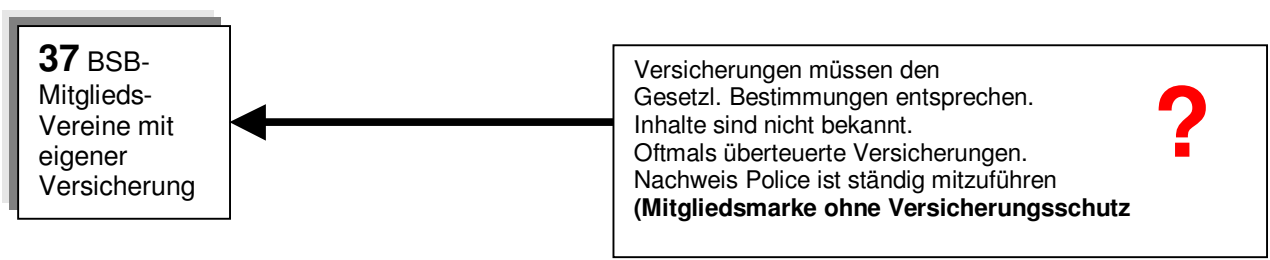 37 BSB-
Mitglieds-
Vereine mit
eigener
Versicherung
Versicherungen müssen den
Gesetzl. Bestimmungen entsprechen.
Inhalte sind nicht bekannt.
Oftmals überteuerte Versicherungen.
Nachweis Police ist ständig mitzuführen
(Mitgliedsmarke ohne Versicherungsschutz
?